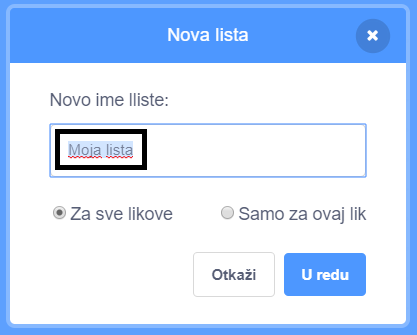 Nova lista
Novo ime lliste:
Moja lista
Za sve likove
Samo za ovaj lik
Otkaži
U redu